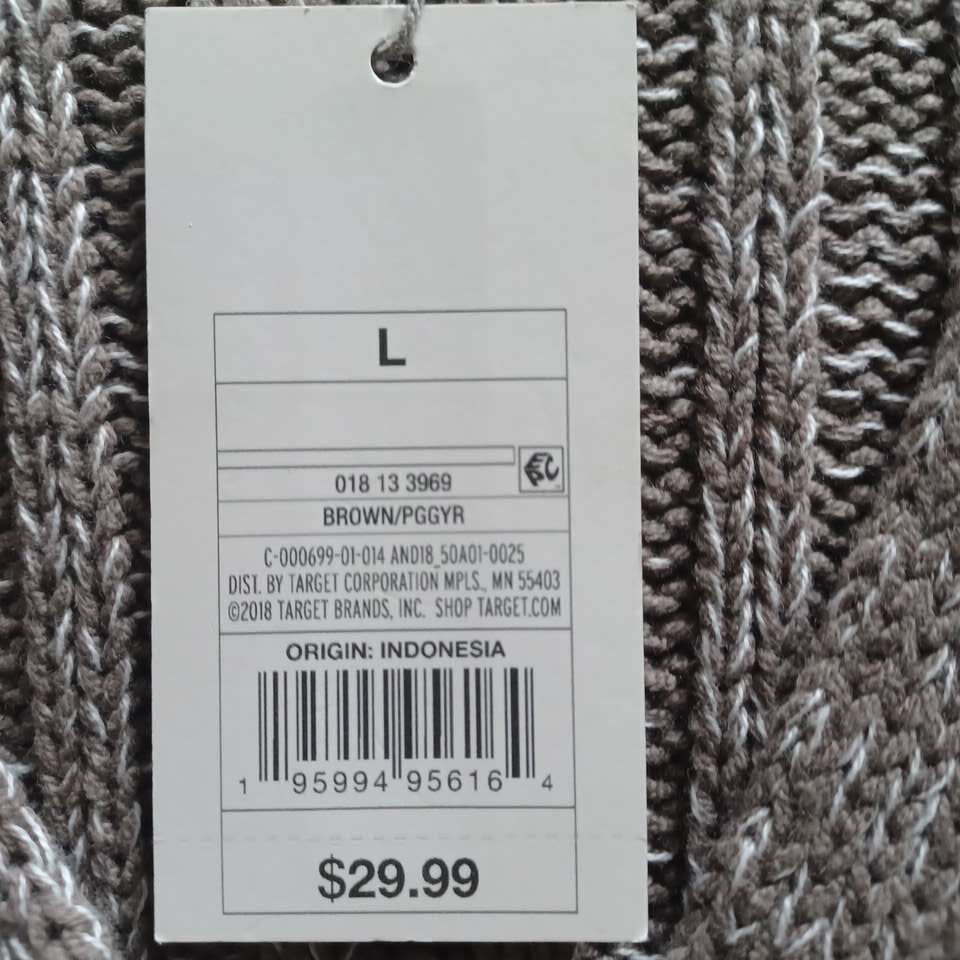 L
018 13 3969
BROWN/PGGYR
C-000699-01-014 AND18_50A01-0025
DIST. BY TARGET CORPORATION MPLS., MN 55403
©2018 TARGET BRANDS, INC. SHOP TARGET.COM
ORIGIN: INDONESIA
1 95994 95616 4
$29.99